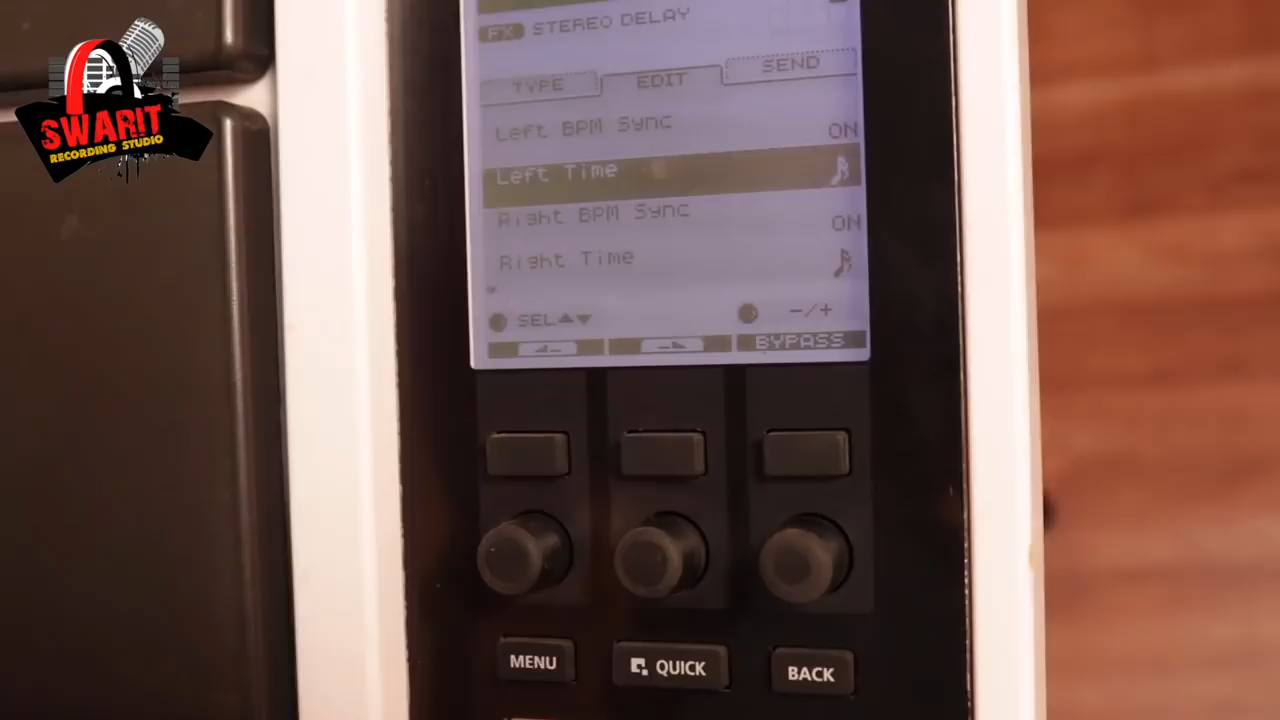 SWARIT
RECORDING STUDIO
FX STEREO DELAY
TYPE EDIT SEND
Left BPM Sync ON
Left Time
Right BPM Sync ON
Right Time
SEL▲▼ -/+
BYPASS
MENU QUICK BACK